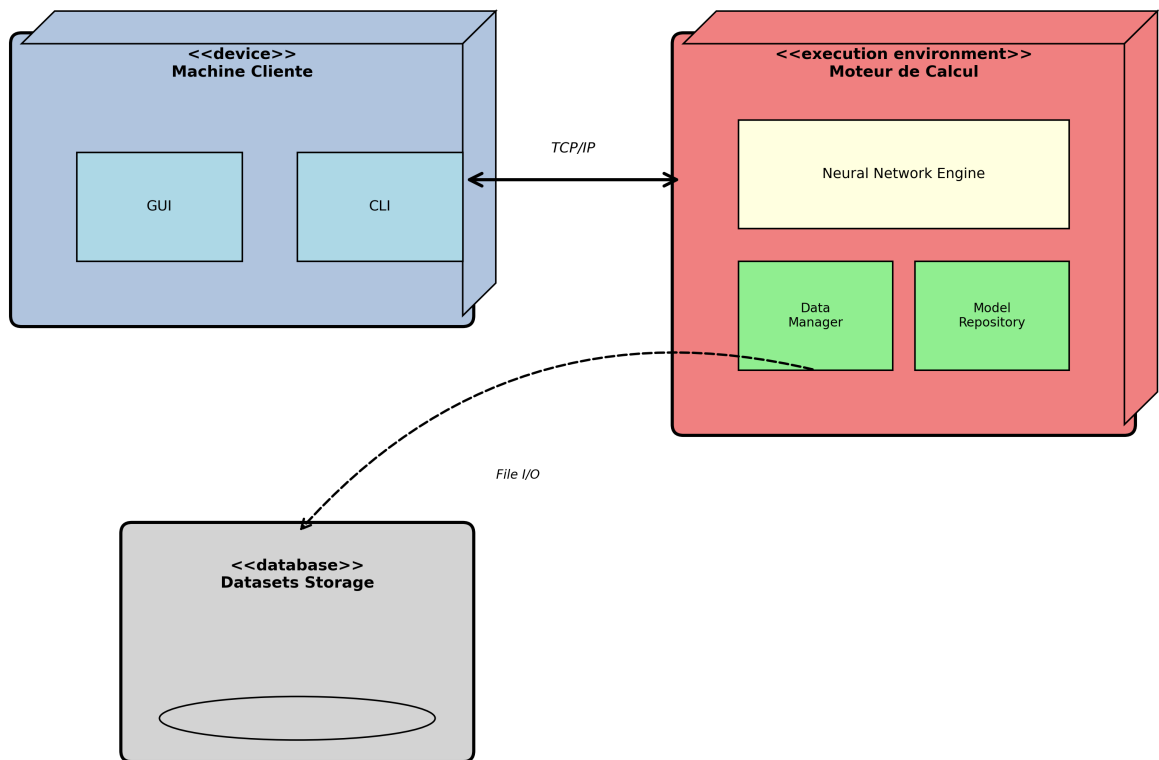 <<device>>
Machine Cliente
GUI
CLI
TCP/IP
<<execution environment>>
Moteur de Calcul
Neural Network Engine
Data
Manager
Model
Repository
File I/O
<<database>>
Datasets Storage